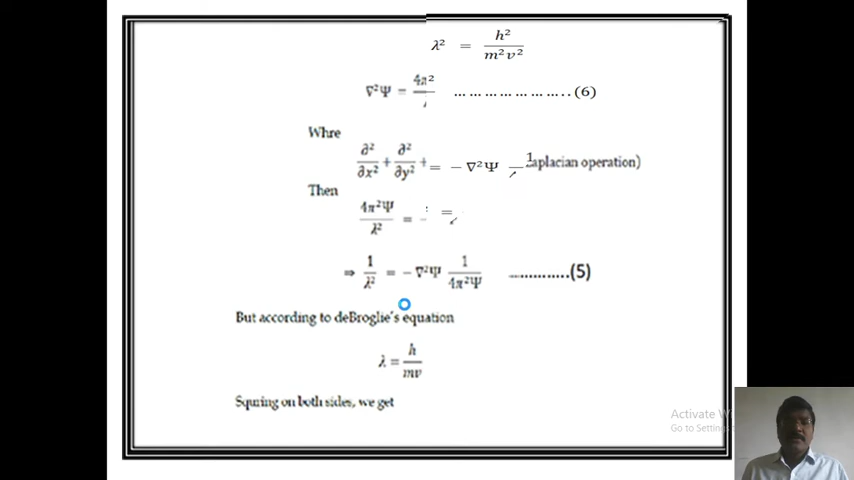 λ² = h² / m²v²
∇²Ψ = 4π² / ………………….. (6)
Whre
∂²/∂x² + ∂²/∂y² + = − ∇²Ψ 1 aplacian operation)
Then
4π²Ψ / λ² = =
⇒ 1/λ² = − ∇²Ψ 1 / 4π²Ψ ............(5)
But according to deBroglie's equation
λ = h / mv
Squring on both sides, we get
Activate W
Go to Settings